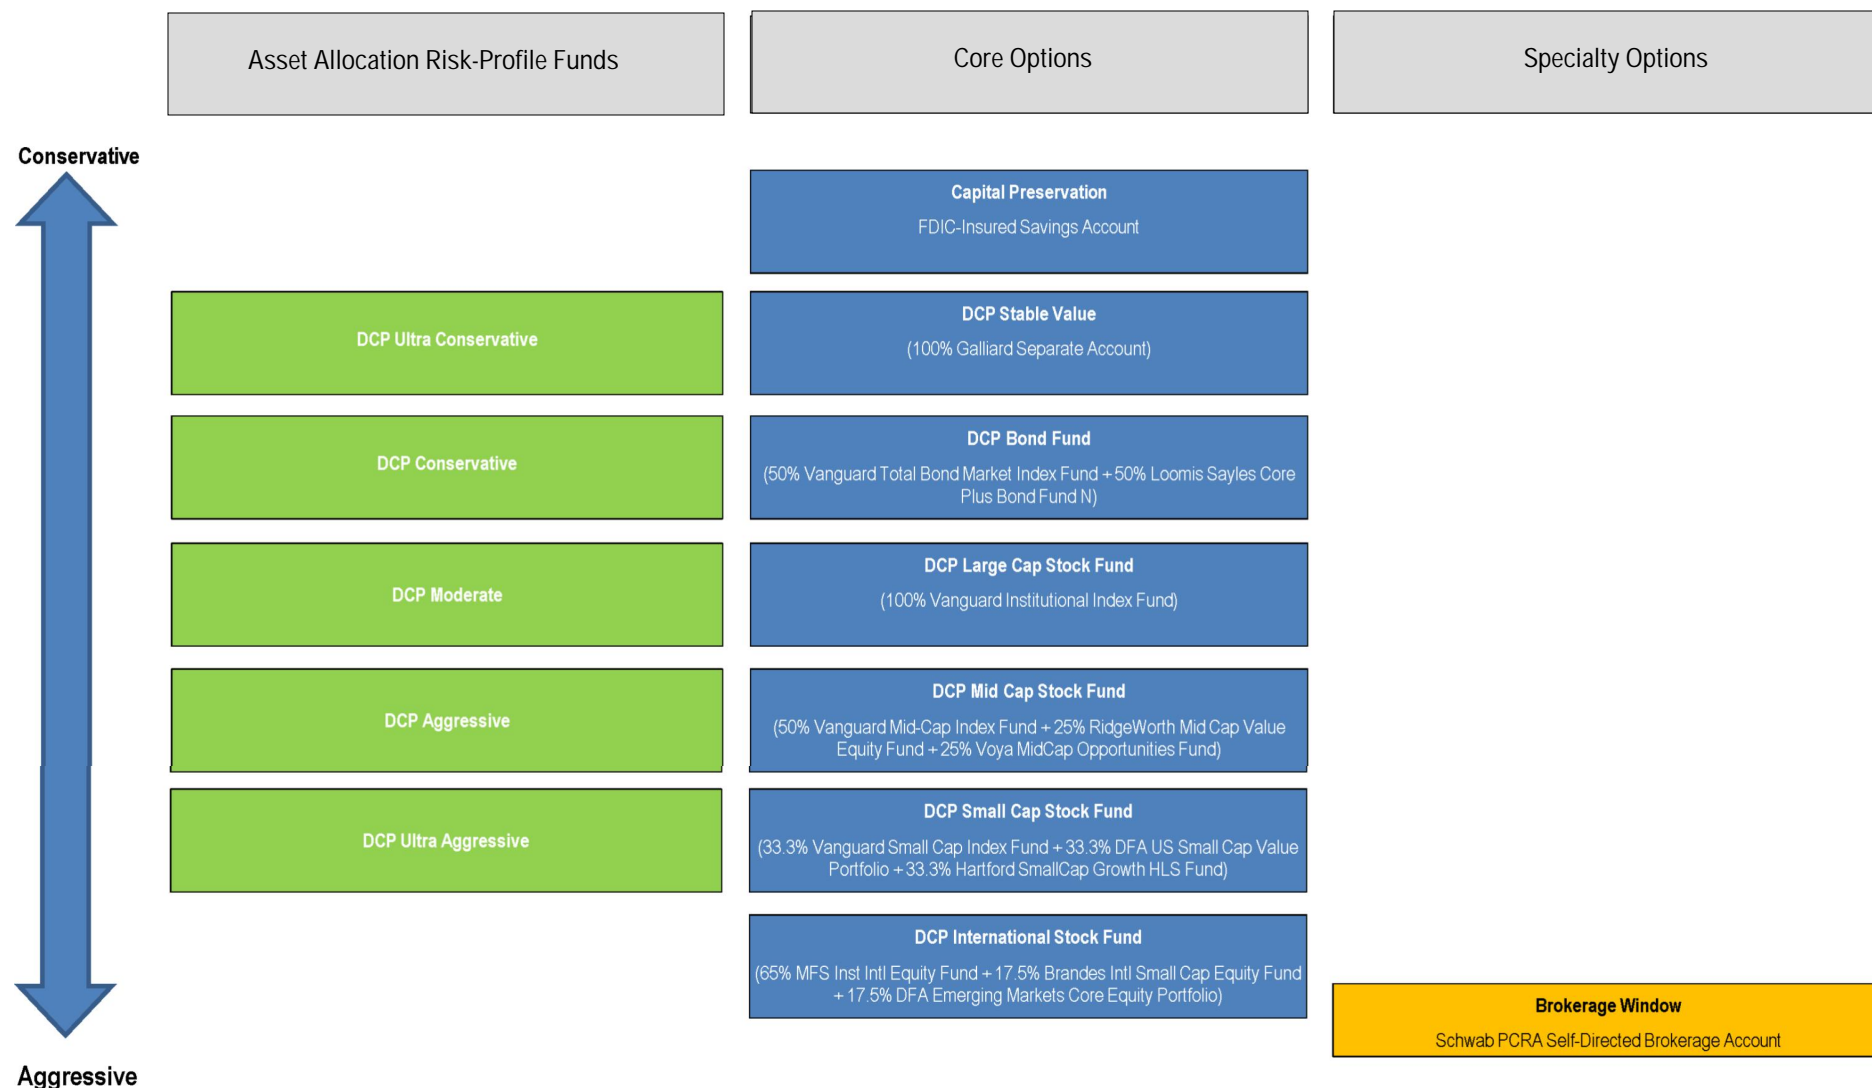 Asset Allocation Risk-Profile Funds
Core Options
Specialty Options
Conservative
Capital Preservation
FDIC-Insured Savings Account
DCP Ultra Conservative
DCP Stable Value
(100% Galliard Separate Account)
DCP Conservative
DCP Bond Fund
(50% Vanguard Total Bond Market Index Fund + 50% Loomis Sayles Core
Plus Bond Fund N)
DCP Moderate
DCP Large Cap Stock Fund
(100% Vanguard Institutional Index Fund)
DCP Aggressive
DCP Mid Cap Stock Fund
(50% Vanguard Mid-Cap Index Fund + 25% RidgeWorth Mid Cap Value
Equity Fund + 25% Voya MidCap Opportunities Fund)
DCP Ultra Aggressive
DCP Small Cap Stock Fund
(33.3% Vanguard Small Cap Index Fund + 33.3% DFA US Small Cap Value
Portfolio + 33.3% Hartford SmallCap Growth HLS Fund)
DCP International Stock Fund
(65% MFS Inst Intl Equity Fund + 17.5% Brandes Intl Small Cap Equity Fund
+ 17.5% DFA Emerging Markets Core Equity Portfolio)
Brokerage Window
Schwab PCRA Self-Directed Brokerage Account
Aggressive